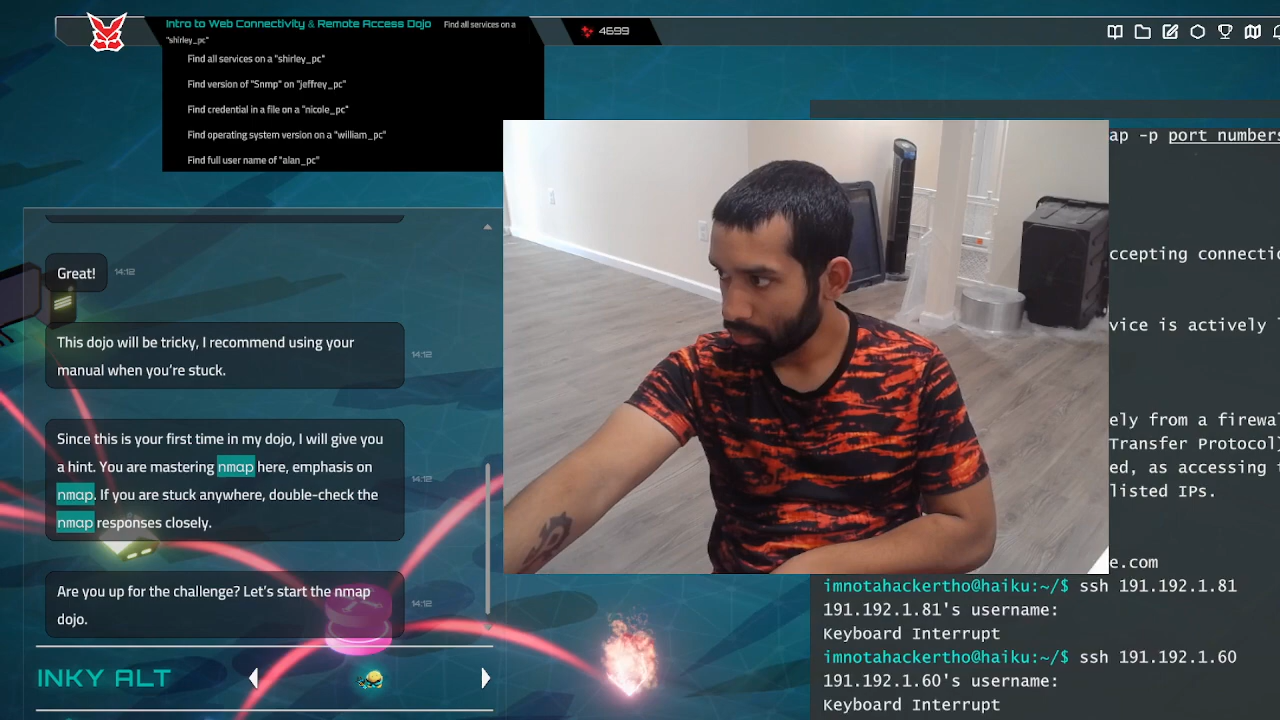 Intro to Web Connectivity & Remote Access Dojo Find all services on a
"shirley_pc"
Find all services on a "shirley_pc"
Find version of "Snmp" on "jeffrey_pc"
Find credential in a file on a "nicole_pc"
Find operating system version on a "william_pc"
Find full user name of "alan_pc"
4699
Great! 14:12
This dojo will be tricky, I recommend using your
manual when you're stuck.
14:12
Since this is your first time in my dojo, I will give you
a hint. You are mastering nmap here, emphasis on
nmap. If you are stuck anywhere, double-check the
nmap responses closely.
14:12
Are you up for the challenge? Let's start the nmap
dojo.
14:12
INKY ALT
ap -p port numbers
ccepting connectio
vice is actively l
ely from a firewal
Transfer Protocol
ed, as accessing i
listed IPs.
e.com
imnotahackertho@haiku:~/$ ssh 191.192.1.81
191.192.1.81's username:
Keyboard Interrupt
imnotahackertho@haiku:~/$ ssh 191.192.1.60
191.192.1.60's username:
Keyboard Interrupt